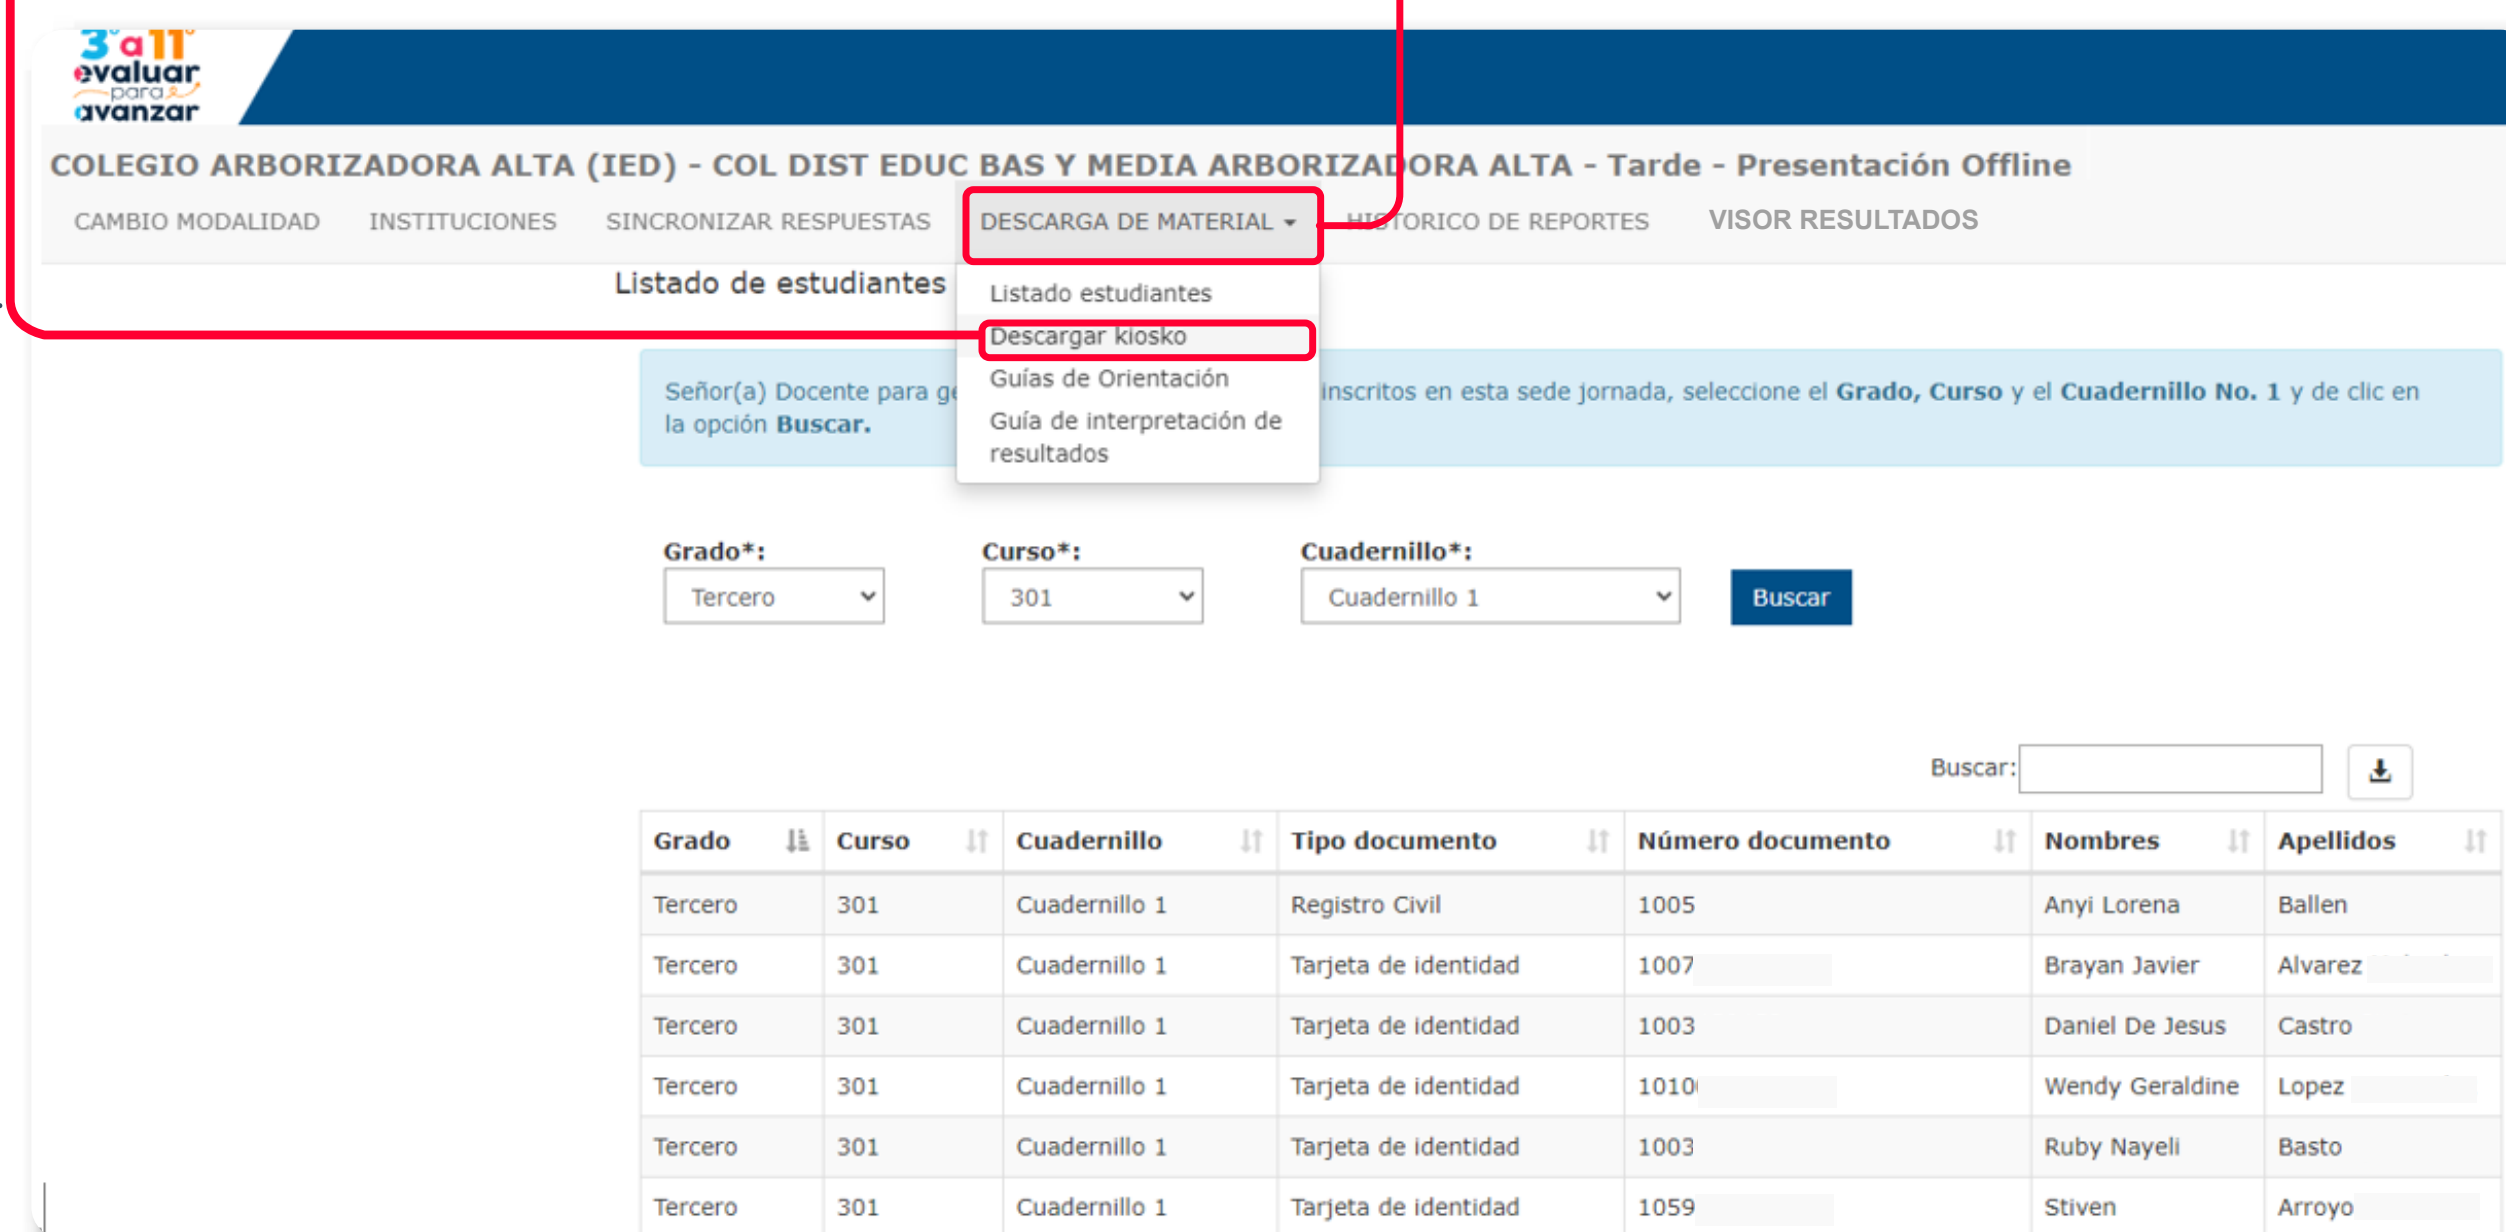 3° a 11°
evaluar
para
avanzar
COLEGIO ARBORIZADORA ALTA (IED) - COL DIST EDUC BAS Y MEDIA ARBORIZADORA ALTA - Tarde - Presentación Offline
CAMBIO MODALIDAD INSTITUCIONES SINCRONIZAR RESPUESTAS DESCARGA DE MATERIAL HISTORICO DE REPORTES VISOR RESULTADOS
Listado de estudiantes
Listado estudiantes
Descargar kiosko
Guías de Orientación
Guía de interpretación de
resultados
Señor(a) Docente para inscritos en esta sede jornada, seleccione el Grado, Curso y el Cuadernillo No. 1 y de clic en
la opción Buscar.
Grado*: Curso*: Cuadernillo*:
Tercero 301 Cuadernillo 1 Buscar
Buscar:
Grado Curso Cuadernillo Tipo documento Número documento Nombres Apellidos
Tercero 301 Cuadernillo 1 Registro Civil 1005 Anyi Lorena Ballen
Tercero 301 Cuadernillo 1 Tarjeta de identidad 1007 Brayan Javier Alvarez
Tercero 301 Cuadernillo 1 Tarjeta de identidad 1003 Daniel De Jesus Castro
Tercero 301 Cuadernillo 1 Tarjeta de identidad 1010 Wendy Geraldine Lopez
Tercero 301 Cuadernillo 1 Tarjeta de identidad 1003 Ruby Nayeli Basto
Tercero 301 Cuadernillo 1 Tarjeta de identidad 1059 Stiven Arroyo